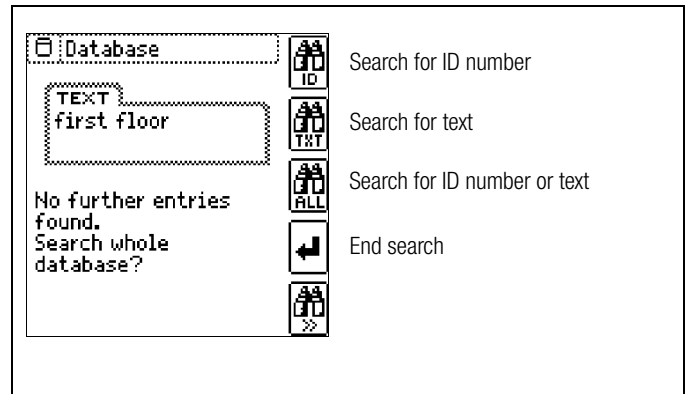 Database
ID
Search for ID number
TEXT
first floor
TXT
Search for text
ALL
Search for ID number or text
No further entries
found.
Search whole
database?
End search
>>